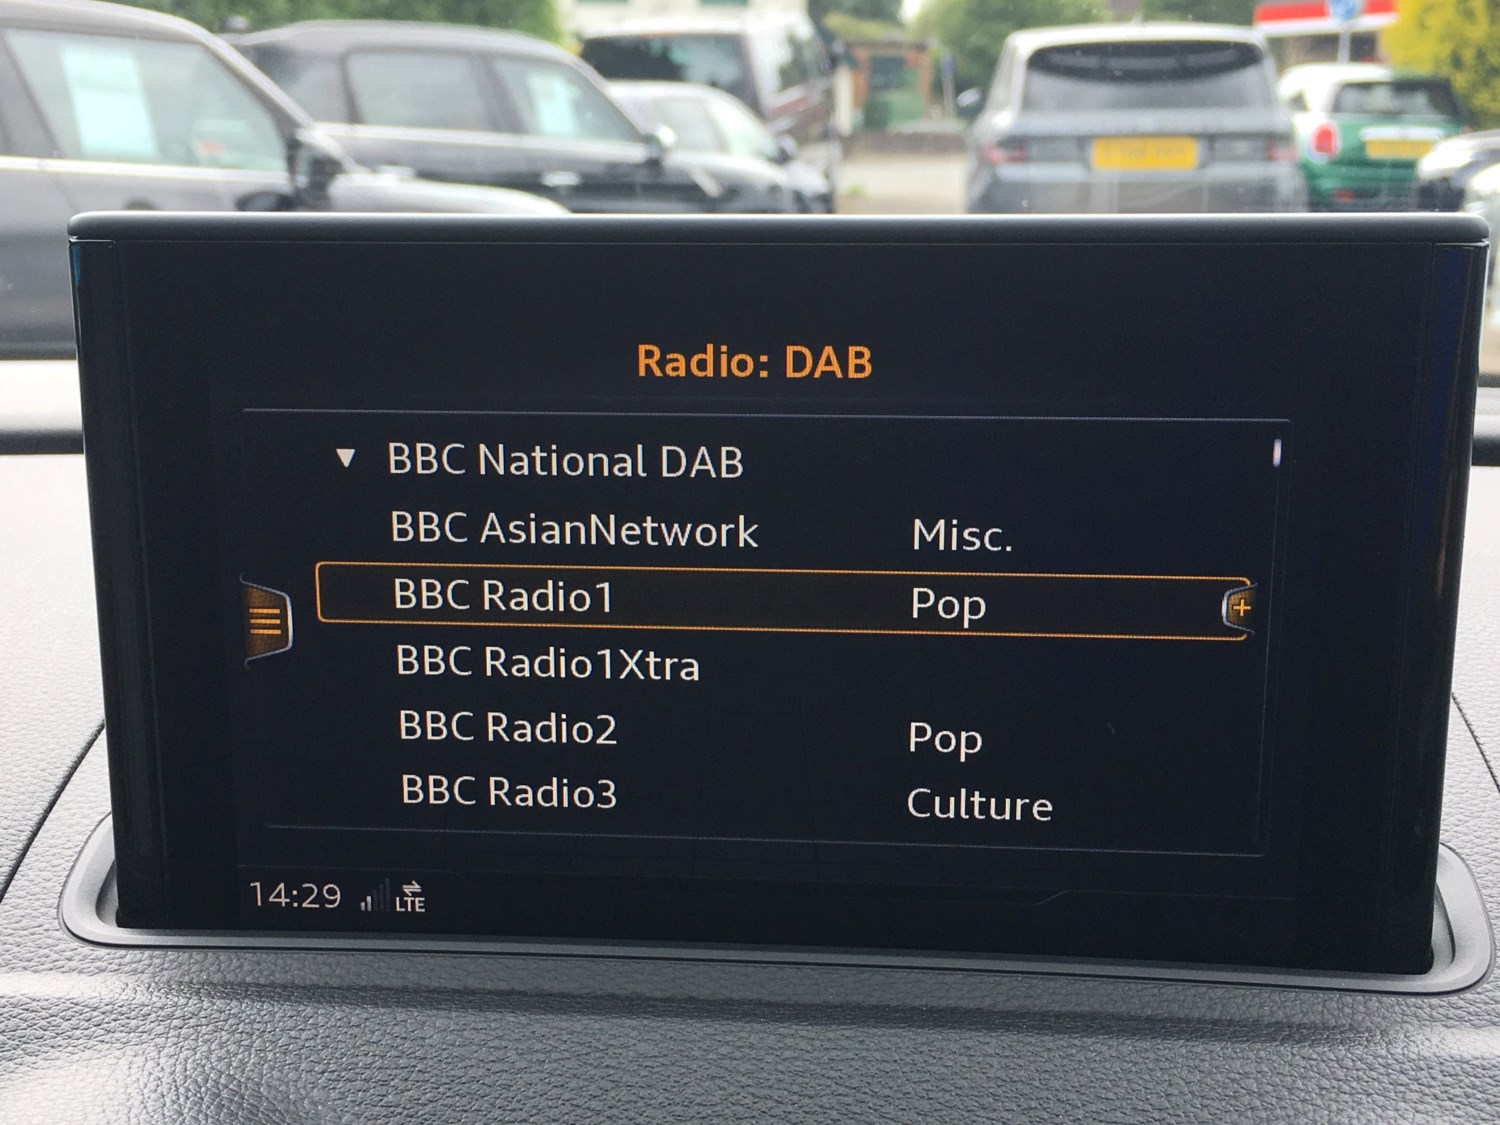 Radio: DAB
BBC National DAB
BBC AsianNetwork Misc.
BBC Radio1 Pop
BBC Radio1Xtra
BBC Radio2 Pop
BBC Radio3 Culture
14:29 LTE